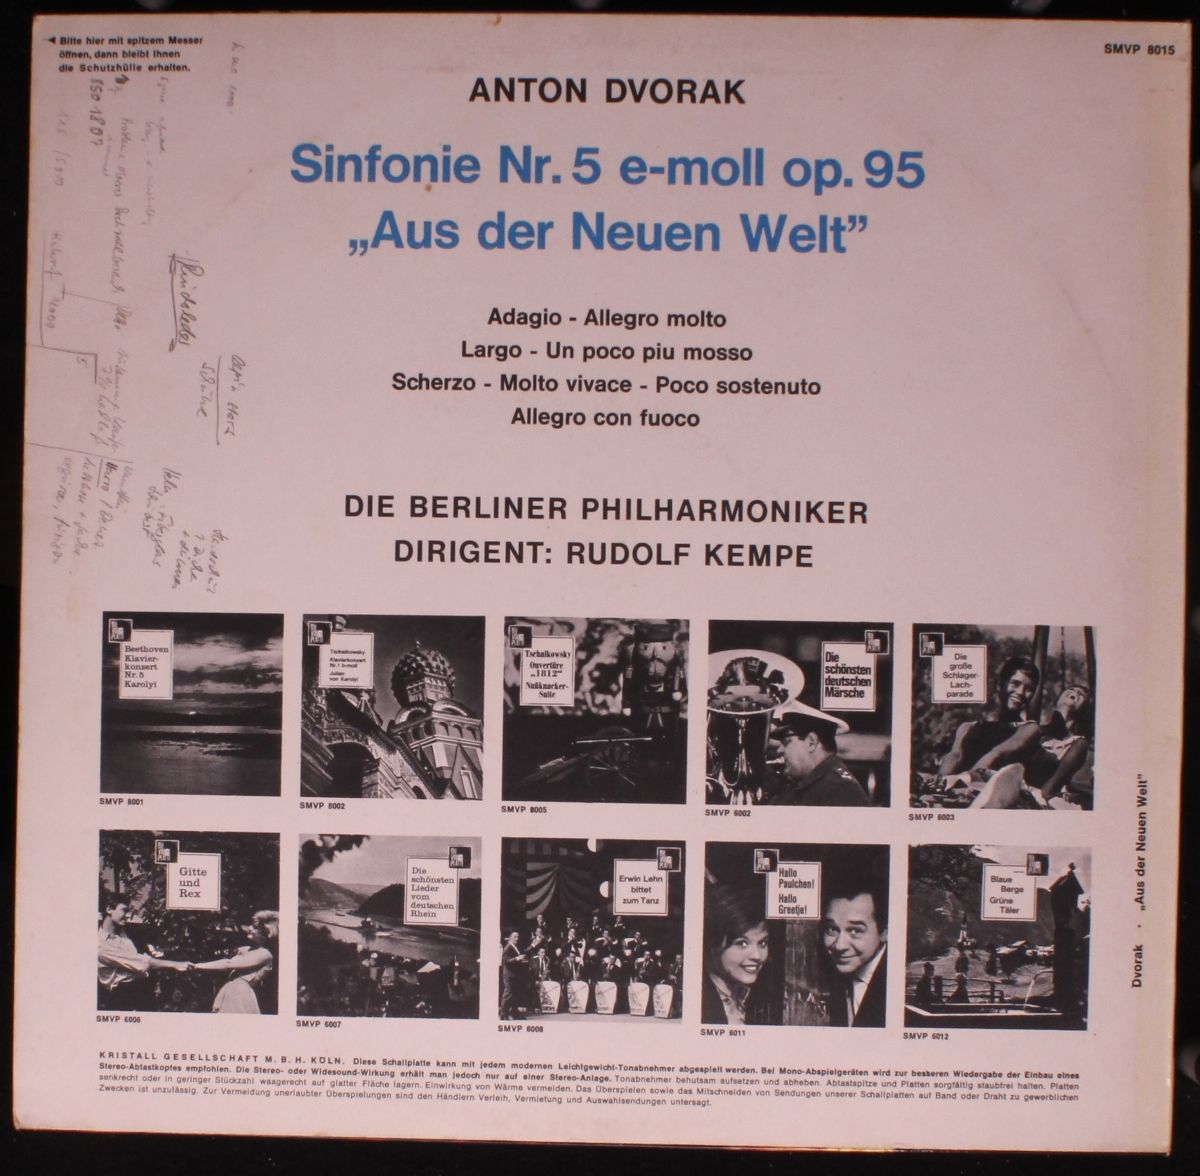 ◄ Bitte hier mit spitzem Messer
öffnen, dann bleibt Ihnen
die Schutzhülle erhalten.
SMVP 8015
ANTON DVORAK
Sinfonie Nr. 5 e-moll op. 95
„Aus der Neuen Welt”
Adagio - Allegro molto
Largo - Un poco piu mosso
Scherzo - Molto vivace - Poco sostenuto
Allegro con fuoco
DIE BERLINER PHILHARMONIKER
DIRIGENT: RUDOLF KEMPE
8501807
Beethoven
Klavier-
konzert
Nr. 5
Karolyi
SMVP 8001
Tschaikowsky
Klavierkonzert
Nr. 1 b-moll
Julian
von Karolyi
SMVP 8002
Tschaikowsky
Ouvertüre
„1812”
Nußknacker-
Suite
SMVP 8005
Die
schönsten
deutschen
Märsche
SMVP 6002
Die
große
Schlager-
Lach-
parade
SMVP 6003
Gitte
und
Rex
SMVP 6006
Die
schönsten
Lieder
vom
deutschen
Rhein
SMVP 6007
Erwin Lehn
bittet
zum Tanz
SMVP 6008
Hallo
Paulchen!
Hallo
Greetje!
SMVP 6011
Blaue
Berge
Grüne
Täler
SMVP 6012
Dvorak · „Aus der Neuen Welt”
KRISTALL GESELLSCHAFT M. B. H. KÖLN. Diese Schallplatte kann mit jedem modernen Leichtgewicht-Tonabnehmer abgespielt werden. Bei Mono-Abspielgeräten wird zur besseren Wiedergabe der Einbau eines
Stereo-Abtastkopfes empfohlen. Die Stereo- oder Widesound-Wirkung erhält man jedoch nur auf einer Stereo-Anlage. Tonabnehmer behutsam aufsetzen und abheben. Abtastspitze und Platten sorgfältig staubfrei halten. Platten
senkrecht oder in geringer Stückzahl waagerecht auf glatter Fläche lagern. Einwirkung von Wärme vermeiden. Das Überspielen sowie das Mitschneiden von Sendungen unserer Schallplatten auf Band oder Draht zu gewerblichen
Zwecken ist unzulässig. Zur Vermeidung unerlaubter Überspielungen sind den Händlern Verleih, Vermietung und Auswahlsendungen untersagt.